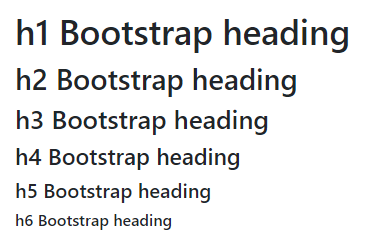 h1 Bootstrap heading
h2 Bootstrap heading
h3 Bootstrap heading
h4 Bootstrap heading
h5 Bootstrap heading
h6 Bootstrap heading